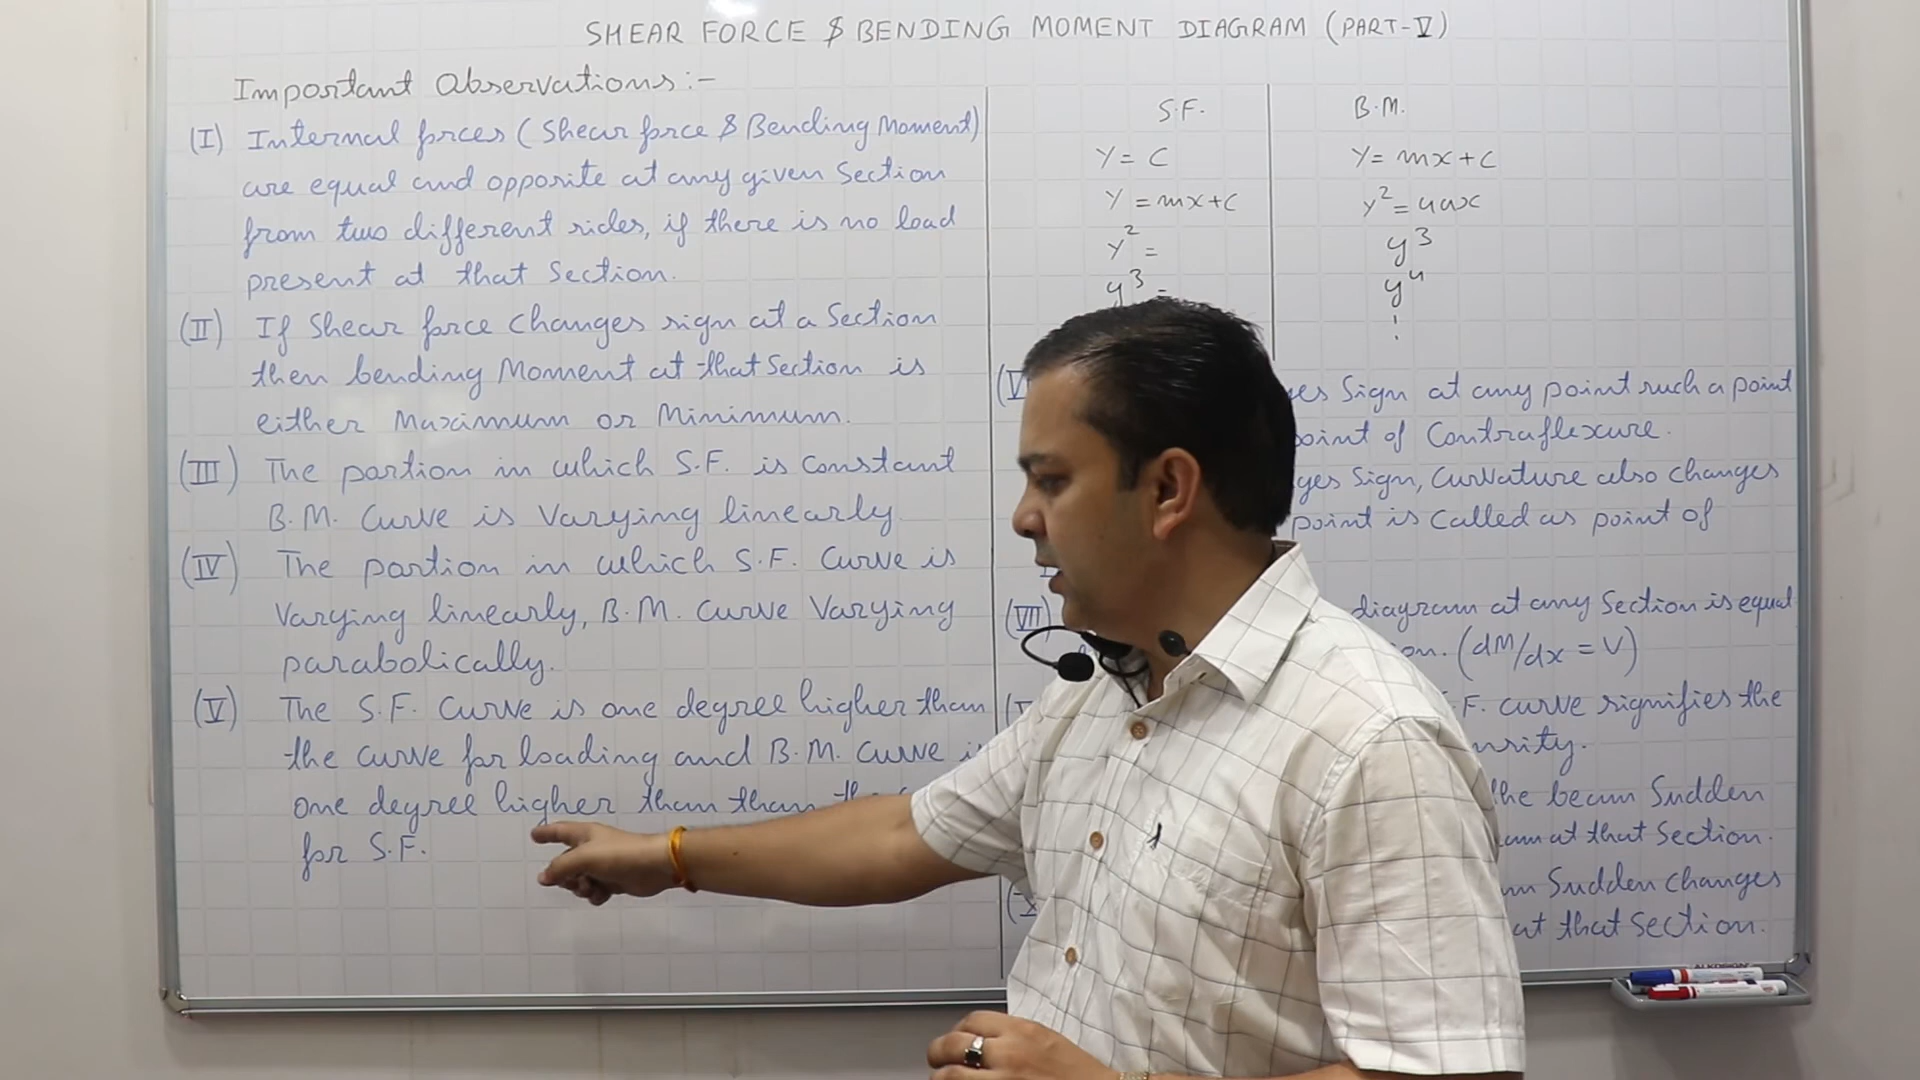 SHEAR FORCE & BENDING MOMENT DIAGRAM (PART-V)
Important Observations:-
(I) Internal forces (Shear force & Bending Moment)
are equal and opposite at any given Section
from two different sides, if there is no load
present at that Section.
(II) If Shear force Changes sign at a Section
then bending Moment at that Section is
either Maximum or Minimum.
(III) The portion in which S.F. is Constant
B.M. Curve is Varying linearly.
(IV) The portion in which S.F. Curve is
Varying linearly, B.M. Curve Varying
parabolically.
(V) The S.F. Curve is one degree higher than
the curve for loading and B.M. Curve is
one degree higher than than
for S.F.
S.F. B.M.
Y = C Y = mx+C
Y = mx+C y² = 4ax
y² = y³
y³ = y⁴
Sign at any point such a point
point of Contraflexure.
Sign, Curvature also Changes
point is Called as point of
(VII) diagram at any Section is equal
(dM/dx = V)
F. curve signifies the
the beam Sudden
at that Section.
Sudden Changes
at that Section.